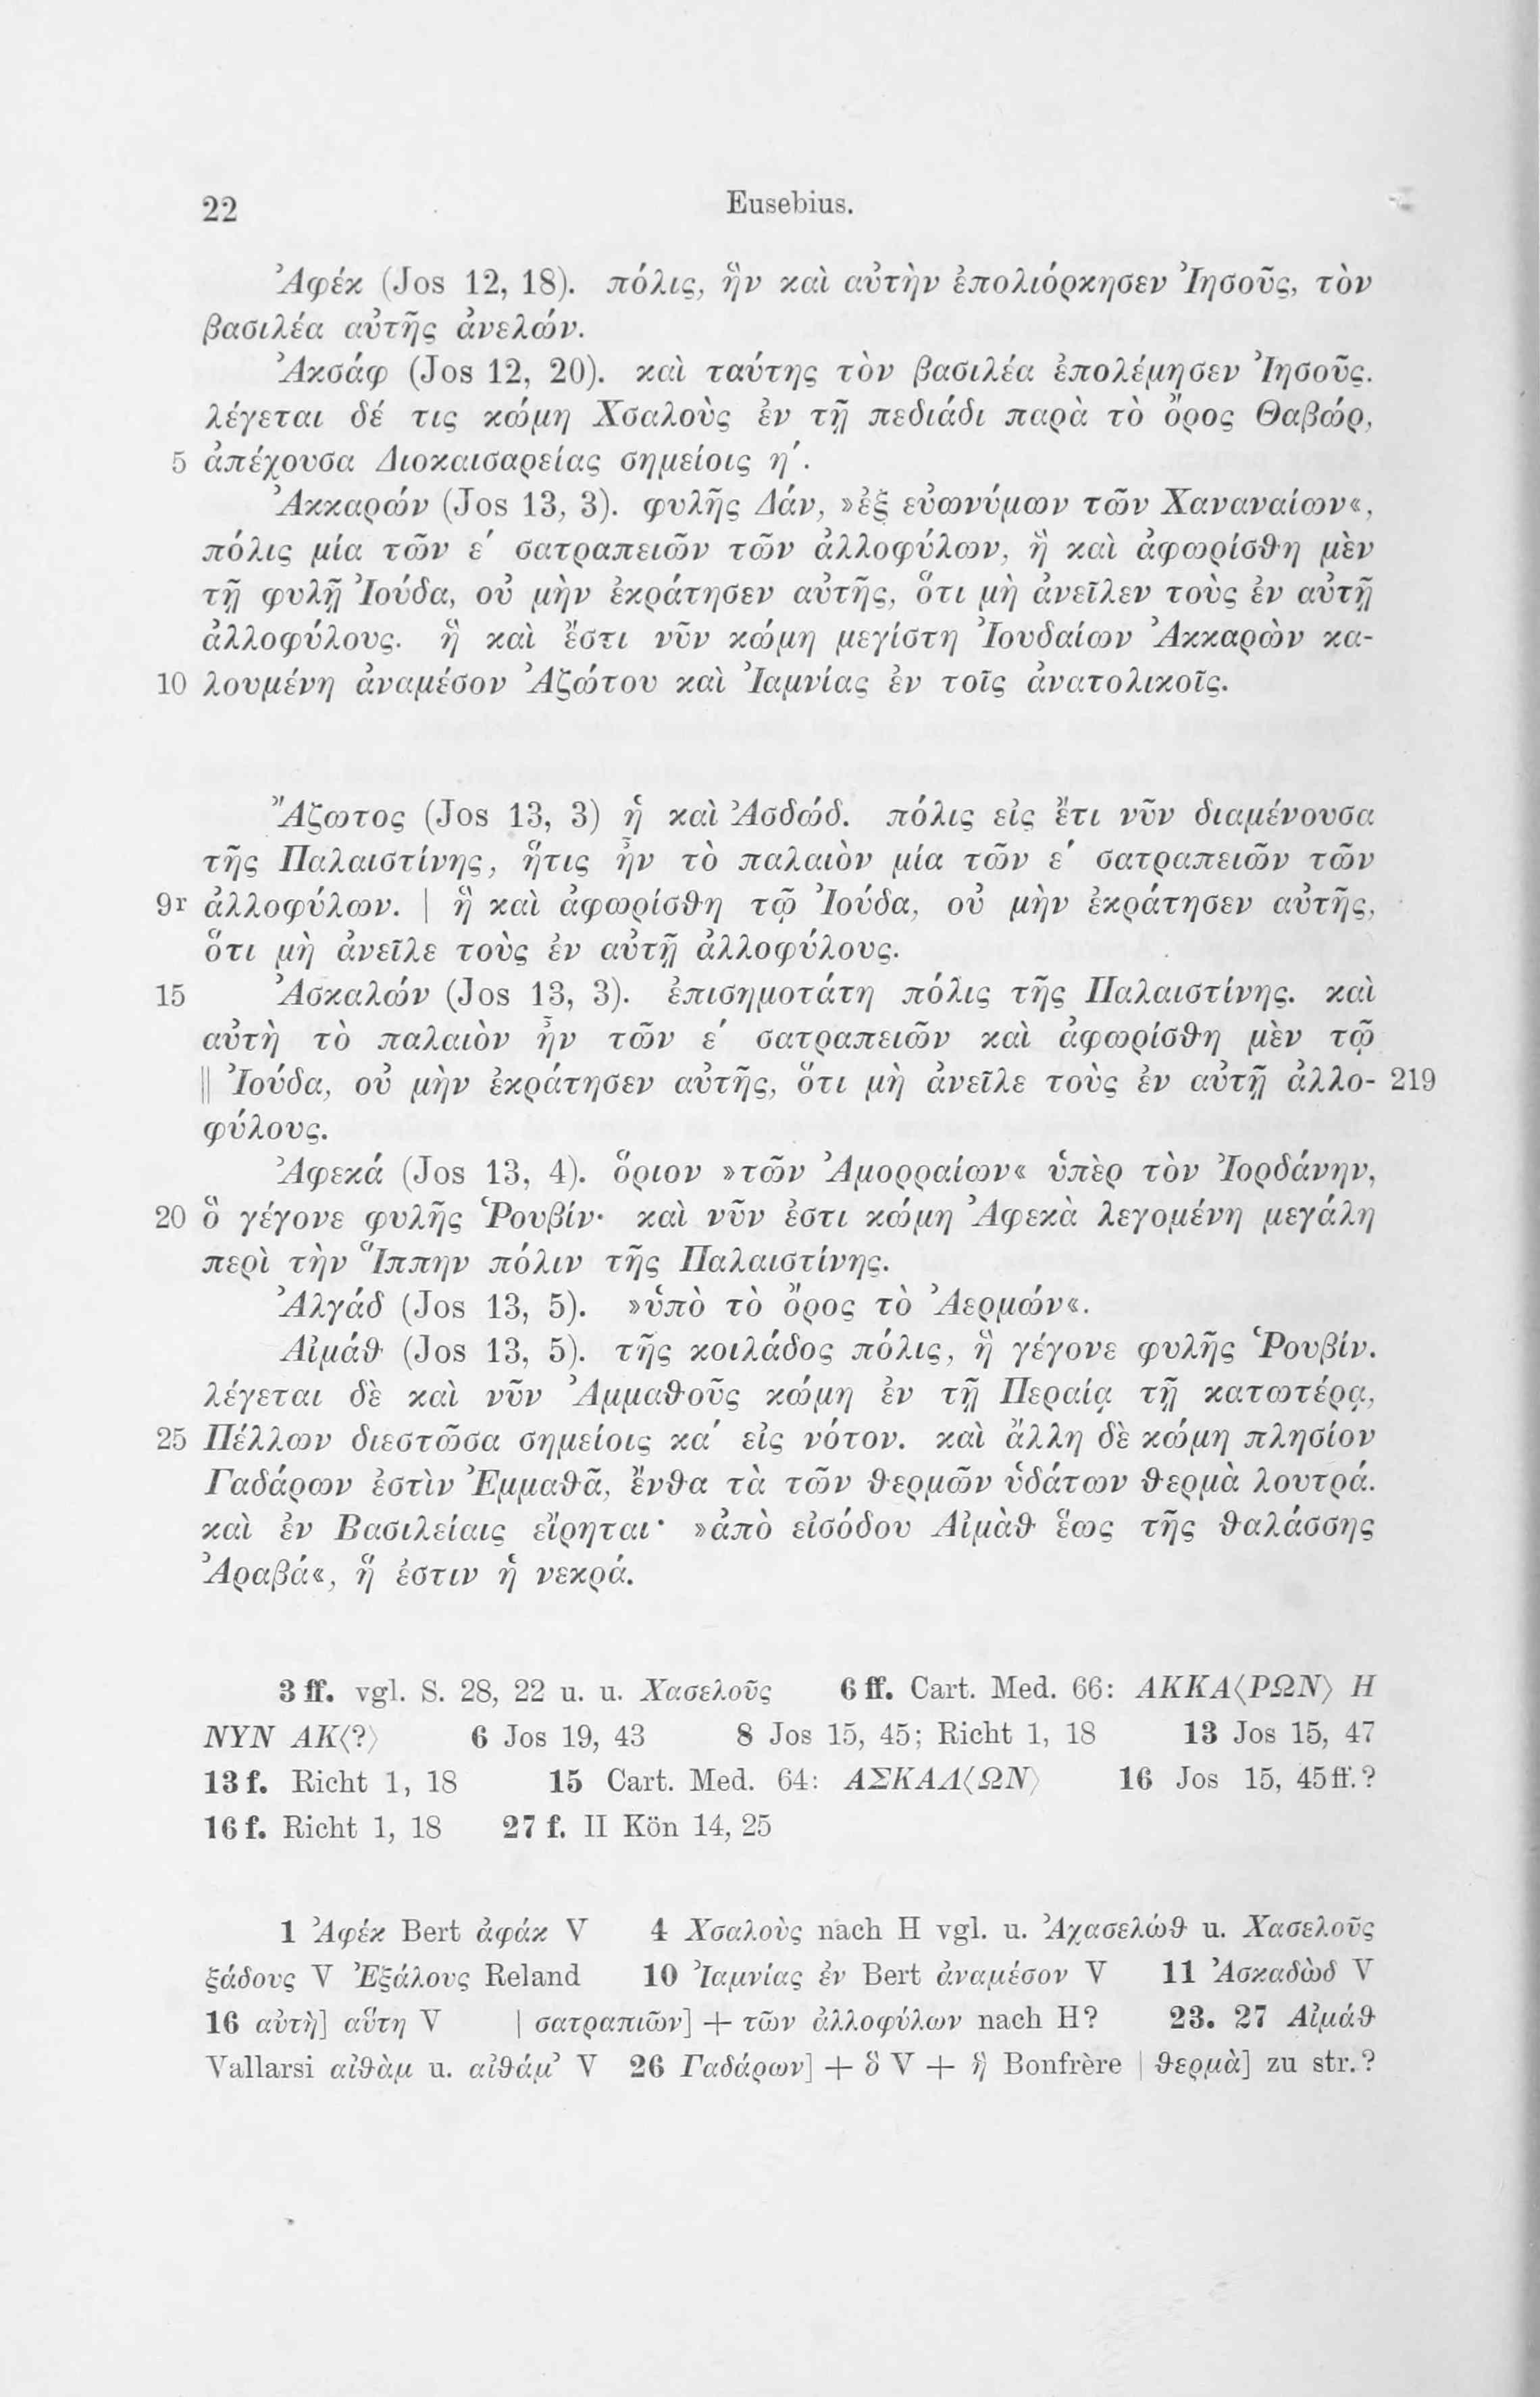 22 Eusebius.
Ἀφέκ (Jos 12, 18). πόλις, ἣν καὶ αὐτὴν ἐπολιόρκησεν Ἰησοῦς, τὸν
βασιλέα αὐτῆς ἀνελών.
Ἀκσάφ (Jos 12, 20). καὶ ταύτης τὸν βασιλέα ἐπολέμησεν Ἰησοῦς.
λέγεται δέ τις κώμη Χσαλοὺς ἐν τῇ πεδιάδι παρὰ τὸ ὄρος Θαβώρ,
5 ἀπέχουσα Διοκαισαρείας σημείοις η´.
Ἀκκαρών (Jos 13, 3). φυλῆς Δάν, »ἐξ εὐωνύμων τῶν Χαναναίων«,
πόλις μία τῶν ε´ σατραπειῶν τῶν ἀλλοφύλων, ἣ καὶ ἀφωρίσθη μὲν
τῇ φυλῇ Ἰούδα, οὐ μὴν ἐκράτησεν αὐτῆς, ὅτι μὴ ἀνεῖλεν τοὺς ἐν αὐτῇ
ἀλλοφύλους. ἣ καὶ ἔστι νῦν κώμη μεγίστη Ἰουδαίων Ἀκκαρὼν κα-
10 λουμένη ἀναμέσον Ἀζώτου καὶ Ἰαμνίας ἐν τοῖς ἀνατολικοῖς.
Ἄζωτος (Jos 13, 3) ἡ καὶ Ἀσδώδ. πόλις εἰς ἔτι νῦν διαμένουσα
τῆς Παλαιστίνης, ἥτις ἦν τὸ παλαιὸν μία τῶν ε´ σατραπειῶν τῶν
9r ἀλλοφύλων. | ἣ καὶ ἀφωρίσθη τῷ Ἰούδα, οὐ μὴν ἐκράτησεν αὐτῆς,
ὅτι μὴ ἀνεῖλε τοὺς ἐν αὐτῇ ἀλλοφύλους.
15 Ἀσκαλών (Jos 13, 3). ἐπισημοτάτη πόλις τῆς Παλαιστίνης. καὶ
αὐτὴ τὸ παλαιὸν ἦν τῶν ε´ σατραπειῶν καὶ ἀφωρίσθη μὲν τῷ
‖ Ἰούδα, οὐ μὴν ἐκράτησεν αὐτῆς, ὅτι μὴ ἀνεῖλε τοὺς ἐν αὐτῇ ἀλλο- 219
φύλους.
Ἀφεκά (Jos 13, 4). ὅριον »τῶν Ἀμορραίων« ὑπὲρ τὸν Ἰορδάνην,
20 ὃ γέγονε φυλῆς Ῥουβίν· καὶ νῦν ἐστι κώμη Ἀφεκὰ λεγομένη μεγάλη
περὶ τὴν Ἵππην πόλιν τῆς Παλαιστίνης.
Ἀλγάδ (Jos 13, 5). »ὑπὸ τὸ ὄρος τὸ Ἀερμών«.
Αἰμάθ (Jos 13, 5). τῆς κοιλάδος πόλις, ἣ γέγονε φυλῆς Ῥουβίν.
λέγεται δὲ καὶ νῦν Ἀμμαθοῦς κώμη ἐν τῇ Περαίᾳ τῇ κατωτέρᾳ,
25 Πέλλων διεστῶσα σημείοις κα´ εἰς νότον. καὶ ἄλλη δὲ κώμη πλησίον
Γαδάρων ἐστὶν Ἐμμαθᾶ, ἔνθα τὰ τῶν θερμῶν ὑδάτων θερμὰ λουτρά.
καὶ ἐν Βασιλείαις εἴρηται· »ἀπὸ εἰσόδου Αἰμὰθ ἕως τῆς θαλάσσης
Ἀραβά«, ἥ ἐστιν ἡ νεκρά.
3 ff. vgl. S. 28, 22 u. u. Χασελοῦς 6 ff. Cart. Med. 66: ΑΚΚΑ⟨ΡΩΝ⟩ Η
ΝΥΝ ΑΚ⟨?⟩ 6 Jos 19, 43 8 Jos 15, 45; Richt 1, 18 13 Jos 15, 47
13 f. Richt 1, 18 15 Cart. Med. 64: ΑΣΚΑΛ⟨ΩΝ⟩ 16 Jos 15, 45 ff.?
16 f. Richt 1, 18 27 f. II Kön 14, 25
1 Ἀφέκ Bert ἀφάκ V 4 Χσαλοὺς nach H vgl. u. Ἀχασελώθ u. Χασελοῦς
ξάδους V Ἐξάλους Reland 10 Ἰαμνίας ἐν Bert ἀναμέσον V 11 Ἀσκαδὼδ V
16 αὐτὴ] αὕτη V | σατραπιῶν] + τῶν ἀλλοφύλων nach H? 23. 27 Αἰμάθ
Vallarsi αἰθὰμ u. αἰθάμ’ V 26 Γαδάρων] + ὃ V + ἣ Bonfrère | θερμὰ] zu str.?